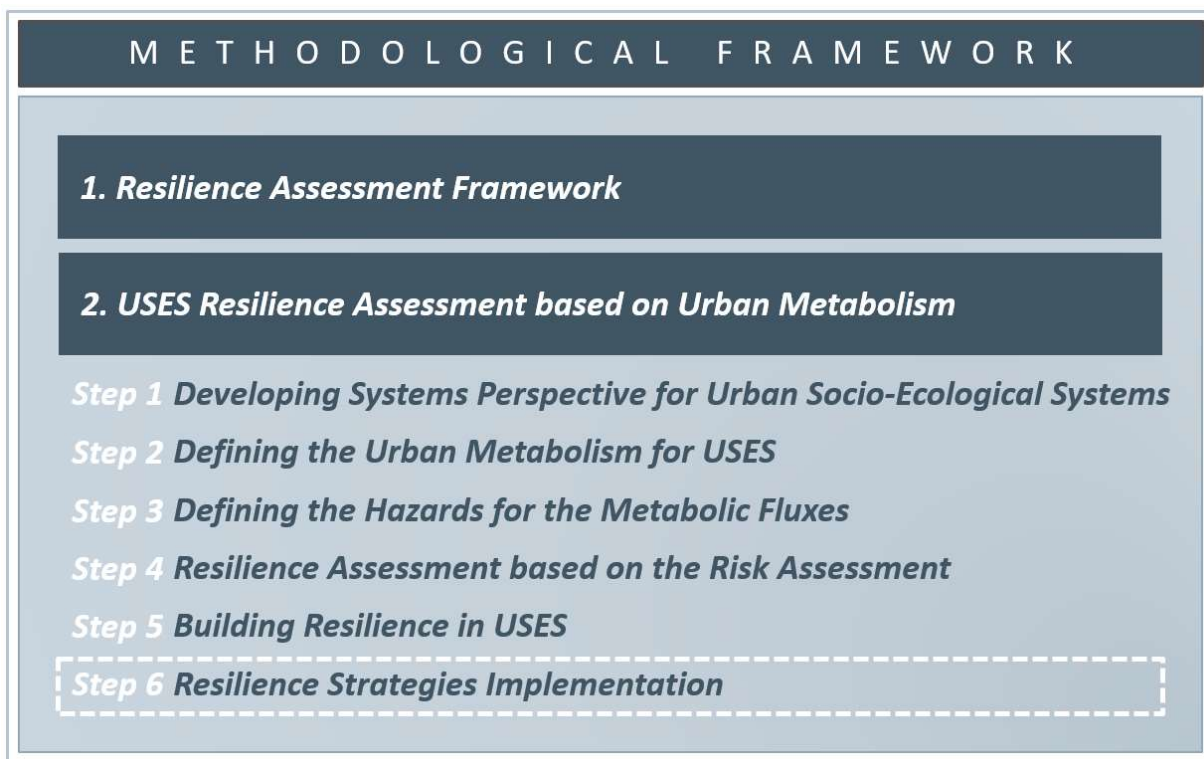 METHODOLOGICAL FRAMEWORK
1. Resilience Assessment Framework
2. USES Resilience Assessment based on Urban Metabolism
Step 1 Developing Systems Perspective for Urban Socio-Ecological Systems
Step 2 Defining the Urban Metabolism for USES
Step 3 Defining the Hazards for the Metabolic Fluxes
Step 4 Resilience Assessment based on the Risk Assessment
Step 5 Building Resilience in USES
Step 6 Resilience Strategies Implementation